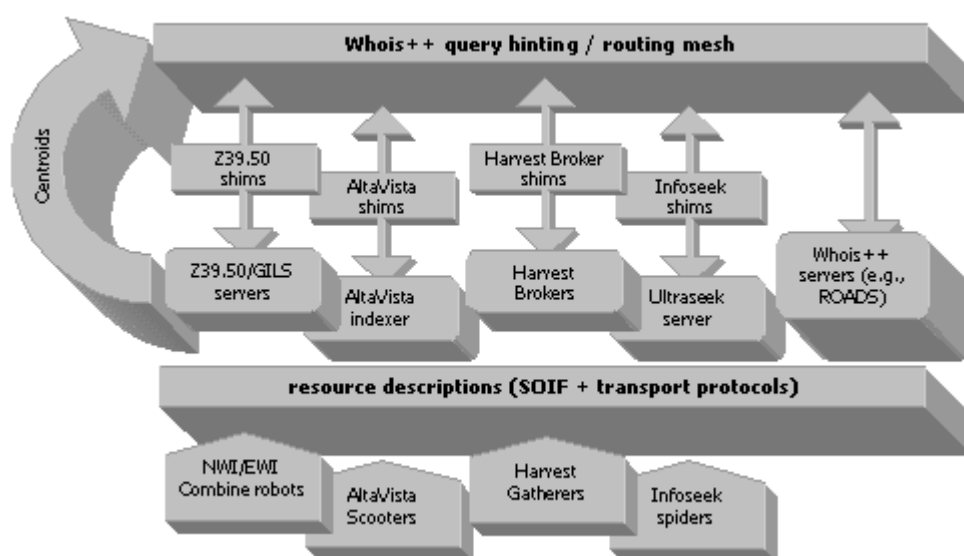 Whois++ query hinting / routing mesh
Centroids
Z39.50
shims
AltaVista
shims
Harvest Broker
shims
Infoseek
shims
Z39.50/GILS
servers
AltaVista
indexer
Harvest
Brokers
Ultraseek
server
Whois++
servers (e.g.,
ROADS)
resource descriptions (SOIF + transport protocols)
NWI/EWI
Combine robots
AltaVista
Scooters
Harvest
Gatherers
Infoseek
spiders